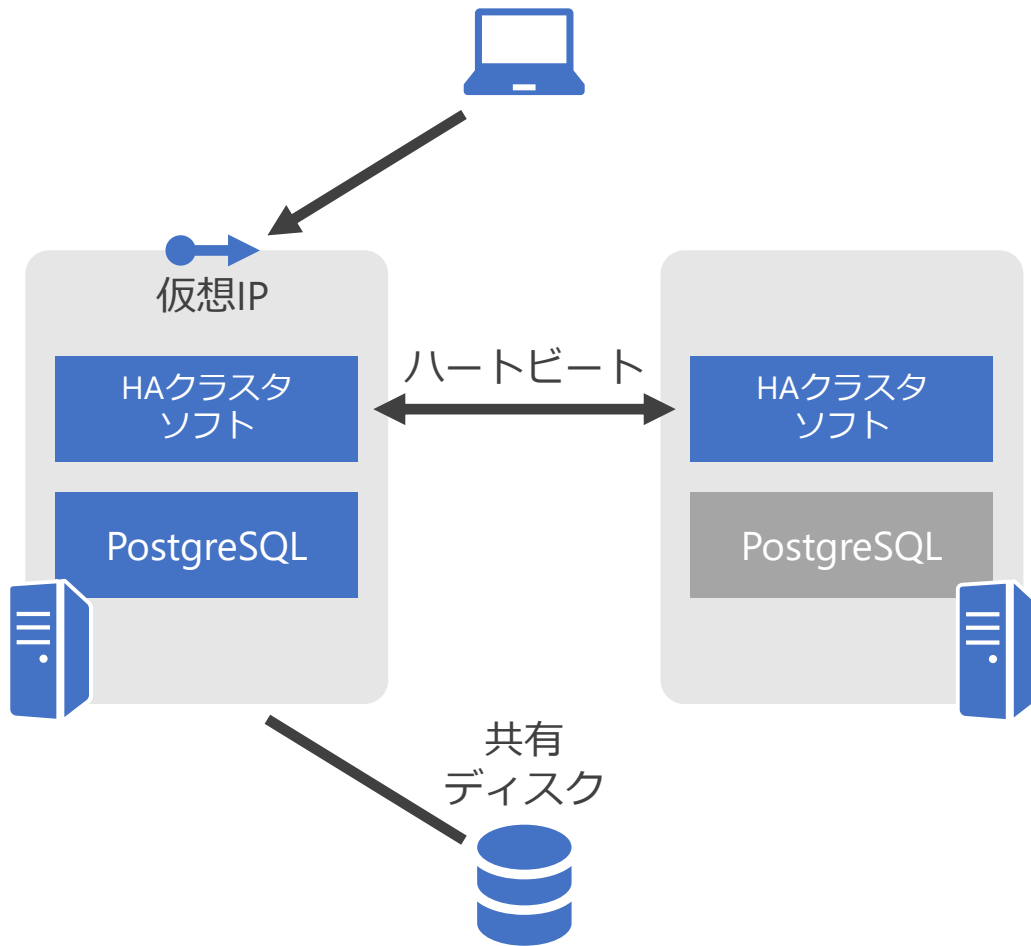 仮想IP
HAクラスタ
ソフト
PostgreSQL
ハートビート
HAクラスタ
ソフト
PostgreSQL
共有
ディスク